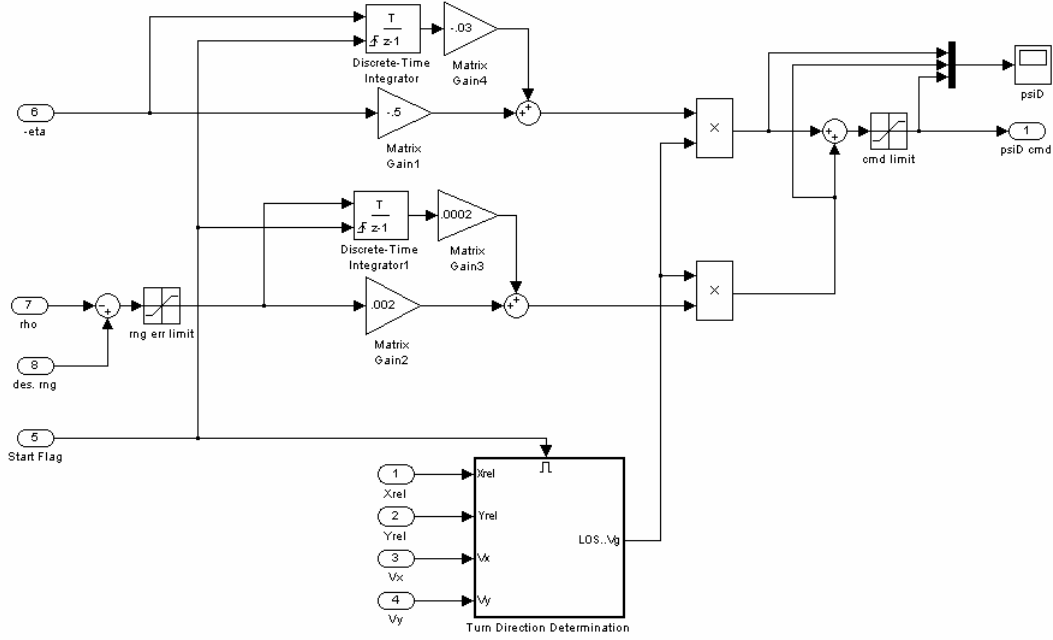 T
z-1
Discrete-Time
Integrator
-.03
Matrix
Gain4
6
-eta
-.5
Matrix
Gain1
×
psiD
1
psiD cmd
cmd limit
T
z-1
Discrete-Time
Integrator1
.0002
Matrix
Gain3
7
rho
rng err limit
.002
Matrix
Gain2
×
8
des. rng
5
Start Flag
1
Xrel
2
Yrel
3
Vx
4
Vy
Xrel
Yrel
Vx
Vy
LOS..Vg
Turn Direction Determination